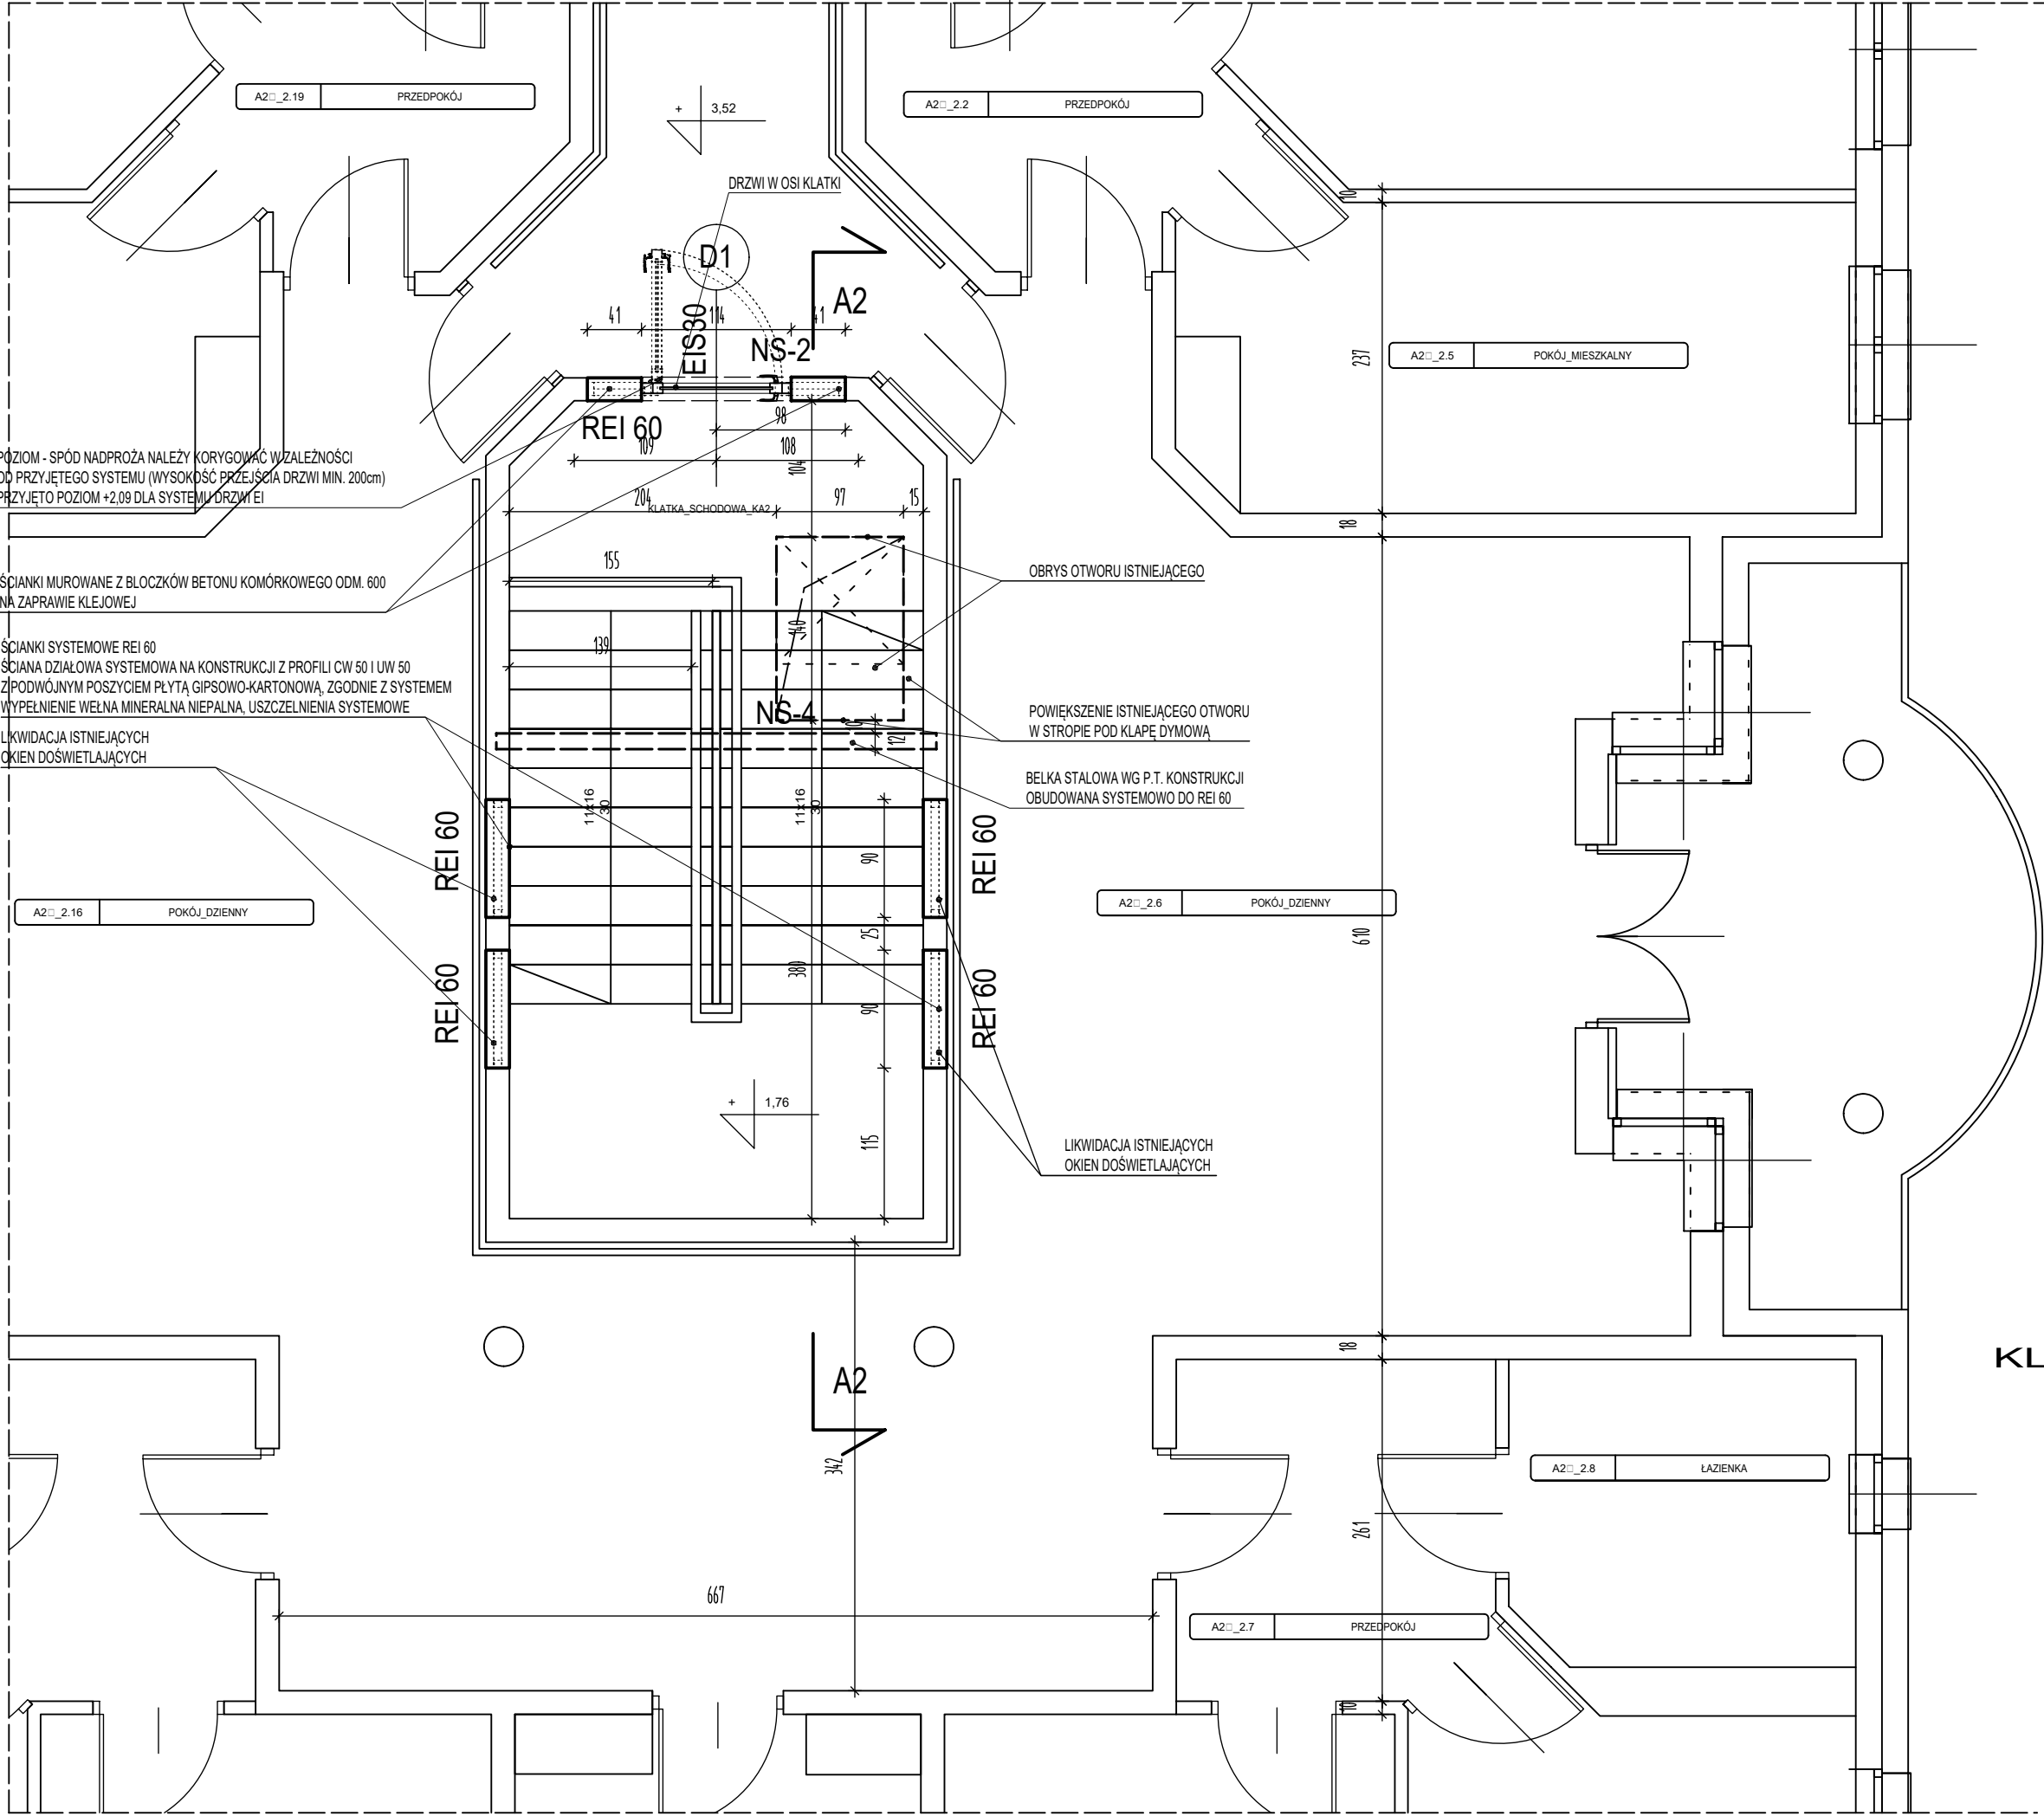 A2□_2.19 PRZEDPOKÓJ
+ 3,52
A2□_2.2 PRZEDPOKÓJ
DRZWI W OSI KLATKI
10
D1
A2
41 114 41
EIS30
NS-2
237
A2□_2.5 POKÓJ_MIESZKALNY
REI 60
98
109 108
104
POZIOM - SPÓD NADPROŻA NALEŻY KORYGOWAĆ W ZALEŻNOŚCI
OD PRZYJĘTEGO SYSTEMU (WYSOKOŚĆ PRZEJŚCIA DRZWI MIN. 200cm)
PRZYJĘTO POZIOM +2,09 DLA SYSTEMU DRZWI EI
204 97 15
KLATKA_SCHODOWA_KA2
18
155
OBRYS OTWORU ISTNIEJĄCEGO
ŚCIANKI MUROWANE Z BLOCZKÓW BETONU KOMÓRKOWEGO ODM. 600
NA ZAPRAWIE KLEJOWEJ
140
139
ŚCIANKI SYSTEMOWE REI 60
ŚCIANA DZIAŁOWA SYSTEMOWA NA KONSTRUKCJI Z PROFILI CW 50 I UW 50
Z PODWÓJNYM POSZYCIEM PŁYTĄ GIPSOWO-KARTONOWĄ, ZGODNIE Z SYSTEMEM
WYPEŁNIENIE WEŁNA MINERALNA NIEPALNA, USZCZELNIENIA SYSTEMOWE
NS-4
10
12
POWIĘKSZENIE ISTNIEJĄCEGO OTWORU
W STROPIE POD KLAPĘ DYMOWĄ
LIKWIDACJA ISTNIEJĄCYCH
OKIEN DOŚWIETLAJĄCYCH
BELKA STALOWA WG P.T. KONSTRUKCJI
OBUDOWANA SYSTEMOWO DO REI 60
11x16
30
11x16
30
REI 60
90
REI 60
A2□_2.16 POKÓJ_DZIENNY
A2□_2.6 POKÓJ_DZIENNY
25
610
380
REI 60
90
REI 60
+ 1,76
115
LIKWIDACJA ISTNIEJĄCYCH
OKIEN DOŚWIETLAJĄCYCH
18
KL
A2
342
A2□_2.8 ŁAZIENKA
261
667
A2□_2.7 PRZEDPOKÓJ
10